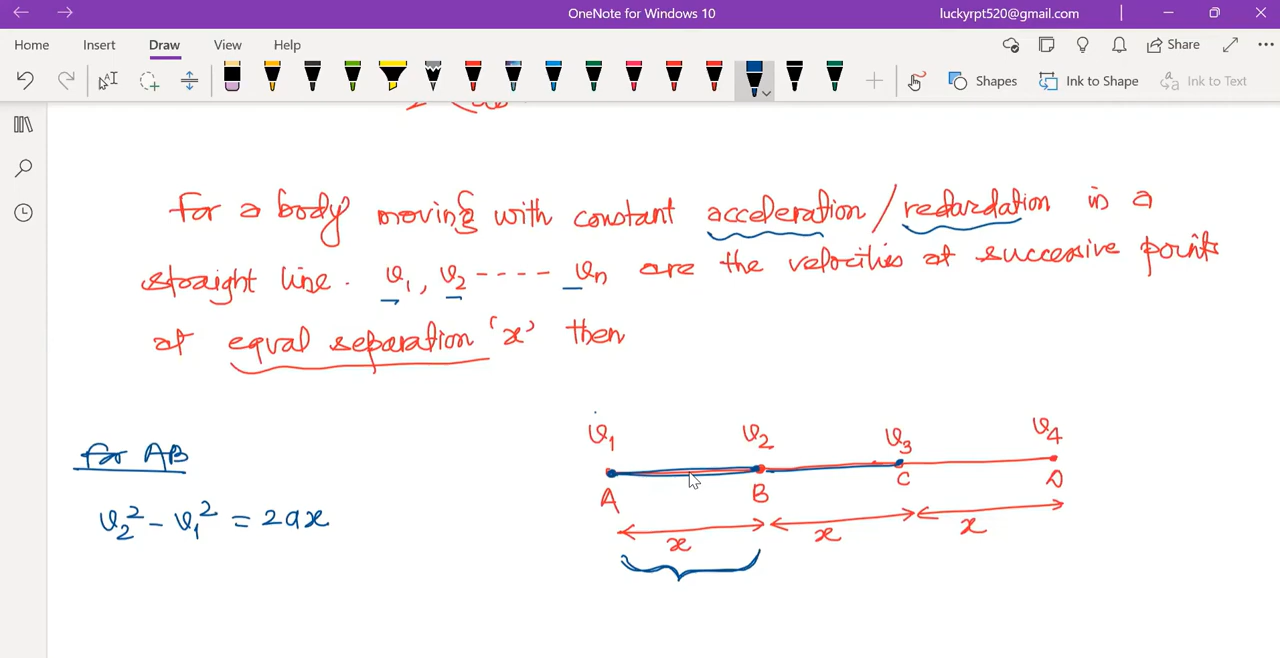 OneNote for Windows 10
luckyrpt520@gmail.com
Home Insert Draw View Help
Share
Shapes
Ink to Shape
Ink to Text
For a body moving with constant acceleration/retardation in a
straight line. v₁, v₂ ---- vₙ are the velocities at successive points
at equal separation 'x' then
v₁ v₂ v₃ v₄
A B C D
x x x
For AB
v₂² - v₁² = 2ax